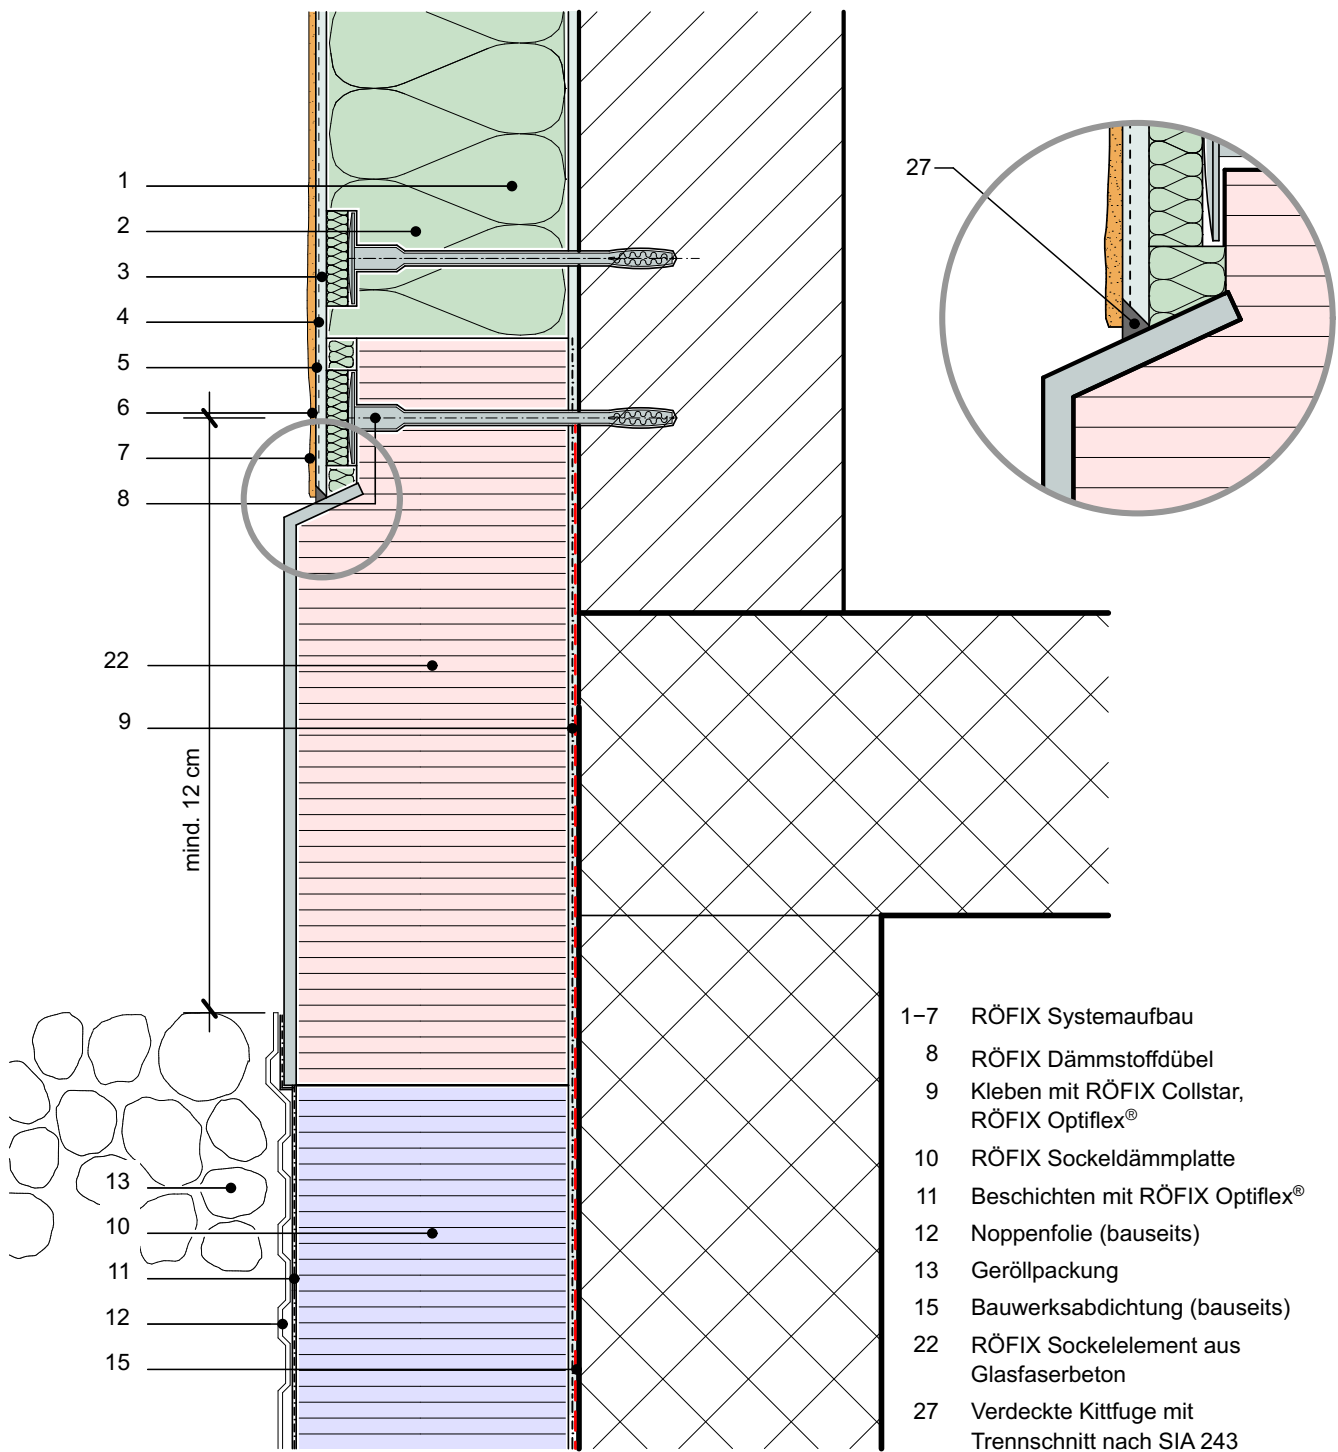 1
2
3
4
5
6
7
8
22
9
mind. 12 cm
13
10
11
12
15
27
1–7 RÖFIX Systemaufbau
8 RÖFIX Dämmstoffdübel
9 Kleben mit RÖFIX Collstar,
RÖFIX Optiflex®
10 RÖFIX Sockeldämmplatte
11 Beschichten mit RÖFIX Optiflex®
12 Noppenfolie (bauseits)
13 Geröllpackung
15 Bauwerksabdichtung (bauseits)
22 RÖFIX Sockelelement aus
Glasfaserbeton
27 Verdeckte Kittfuge mit
Trennschnitt nach SIA 243